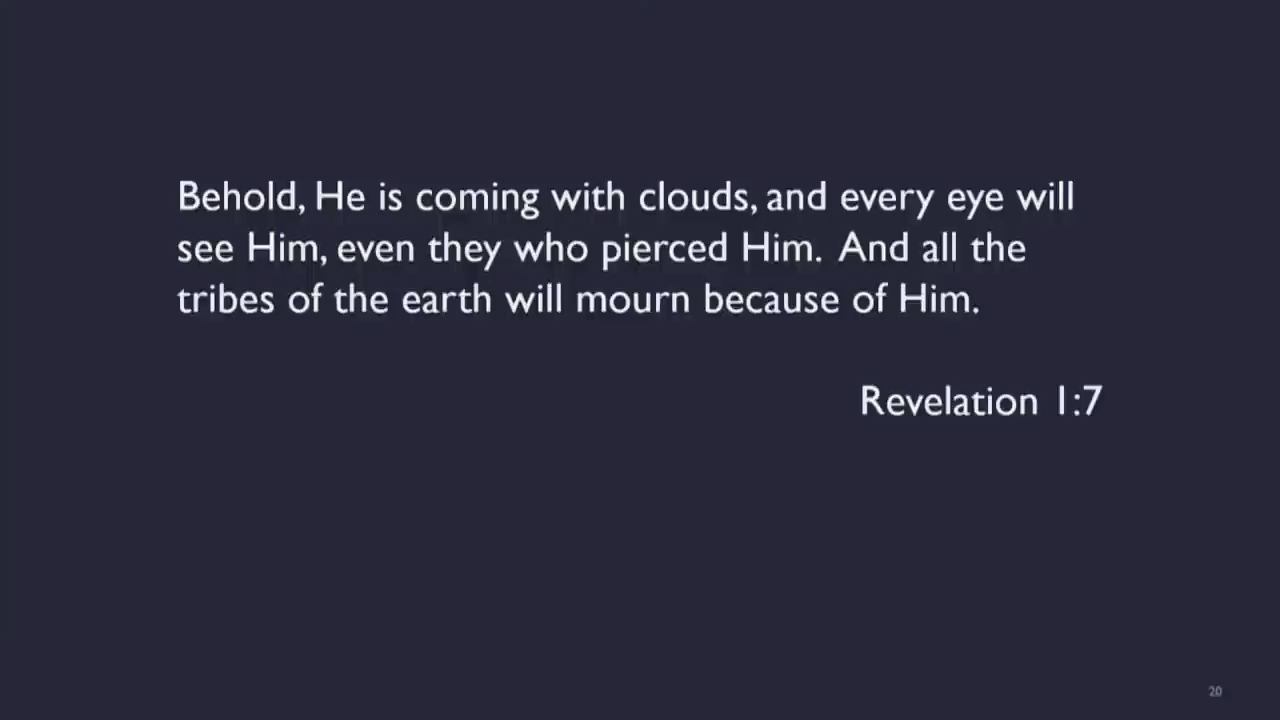 Behold, He is coming with clouds, and every eye will
see Him, even they who pierced Him. And all the
tribes of the earth will mourn because of Him.
Revelation 1:7
20